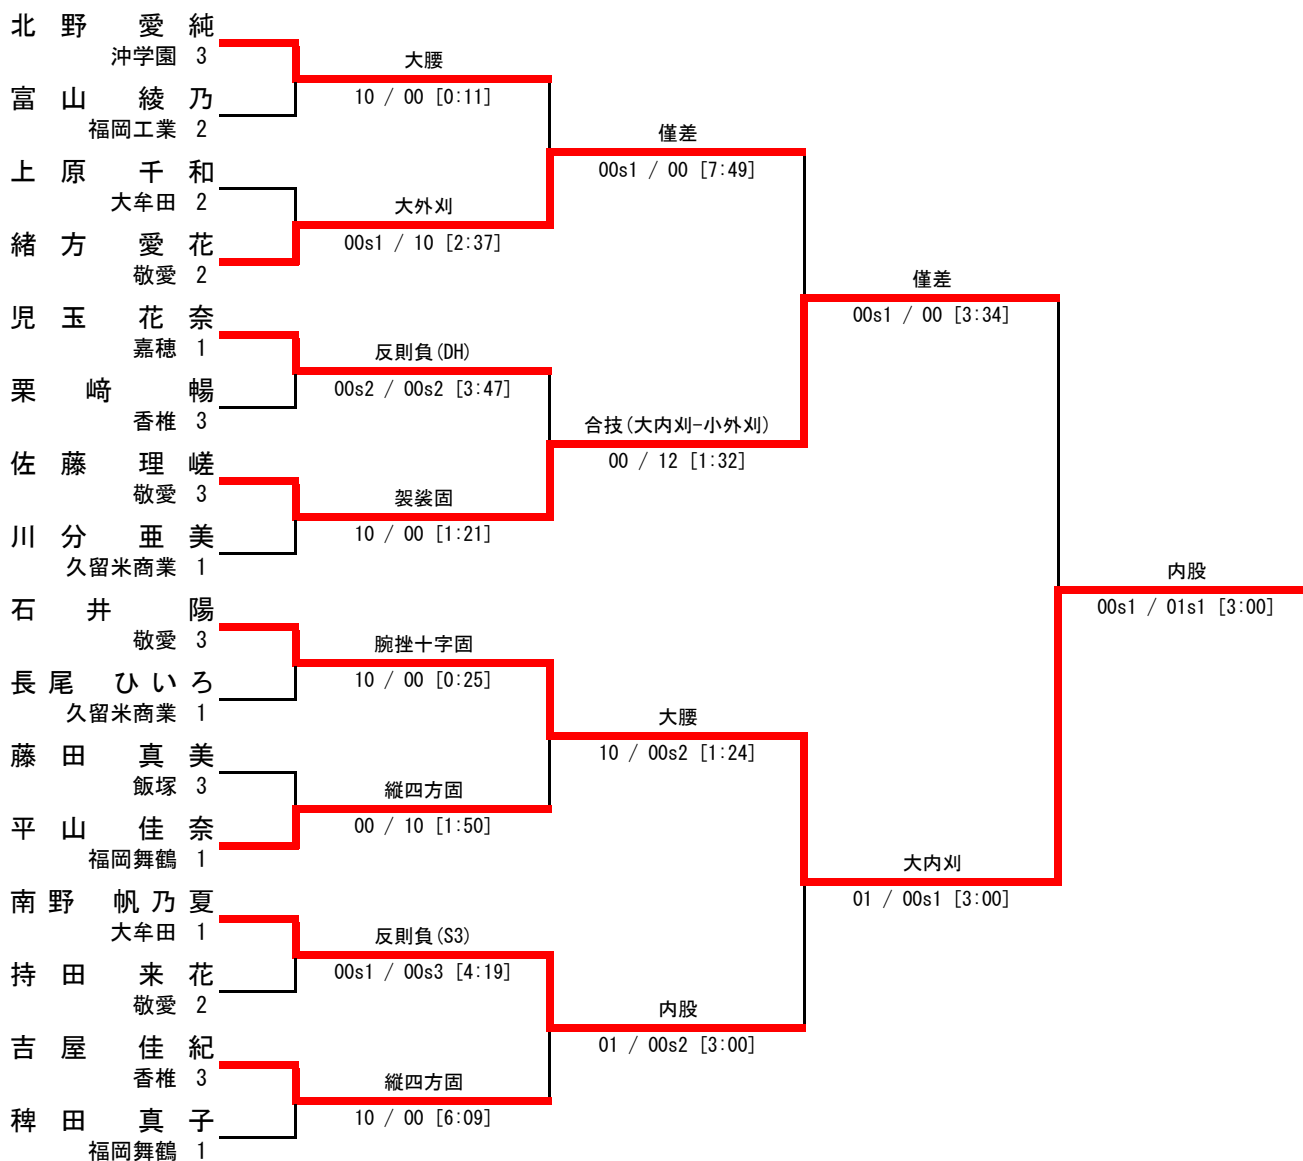 北野 愛純
沖学園 3
大腰
10 / 00 [0:11]
富山 綾乃
福岡工業 2
僅差
00s1 / 00 [7:49]
上原 千和
大牟田 2
大外刈
00s1 / 10 [2:37]
緒方 愛花
敬愛 2
僅差
00s1 / 00 [3:34]
児玉 花奈
嘉穂 1
反則負(DH)
00s2 / 00s2 [3:47]
栗﨑 暢
香椎 3
合技(大内刈-小外刈)
00 / 12 [1:32]
佐藤 理嵯
敬愛 3
袈裟固
10 / 00 [1:21]
川分 亜美
久留米商業 1
内股
00s1 / 01s1 [3:00]
石井 陽
敬愛 3
腕挫十字固
10 / 00 [0:25]
長尾 ひいろ
久留米商業 1
大腰
10 / 00s2 [1:24]
藤田 真美
飯塚 3
縦四方固
00 / 10 [1:50]
平山 佳奈
福岡舞鶴 1
大内刈
01 / 00s1 [3:00]
南野 帆乃夏
大牟田 1
反則負(S3)
00s1 / 00s3 [4:19]
持田 来花
敬愛 2
内股
01 / 00s2 [3:00]
吉屋 佳紀
香椎 3
縦四方固
10 / 00 [6:09]
稗田 真子
福岡舞鶴 1